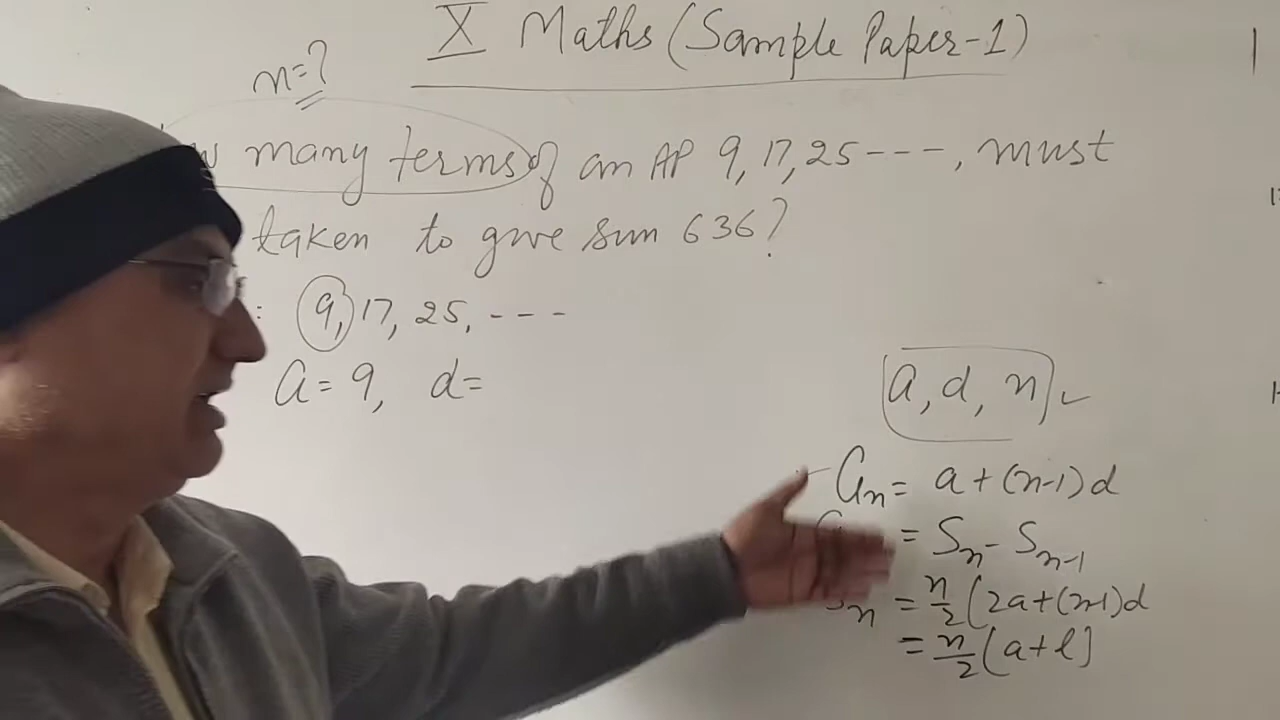 X Maths (Sample Paper-1)
n=?
many terms of an AP 9, 17, 25 ---, must
taken to give sum 636?
: 9, 17, 25, ---
a = 9, d=
a, d, n
an = a + (n-1)d
= Sn - Sn-1
Sn = n/2 (2a+(n-1)d
= n/2 (a+l]